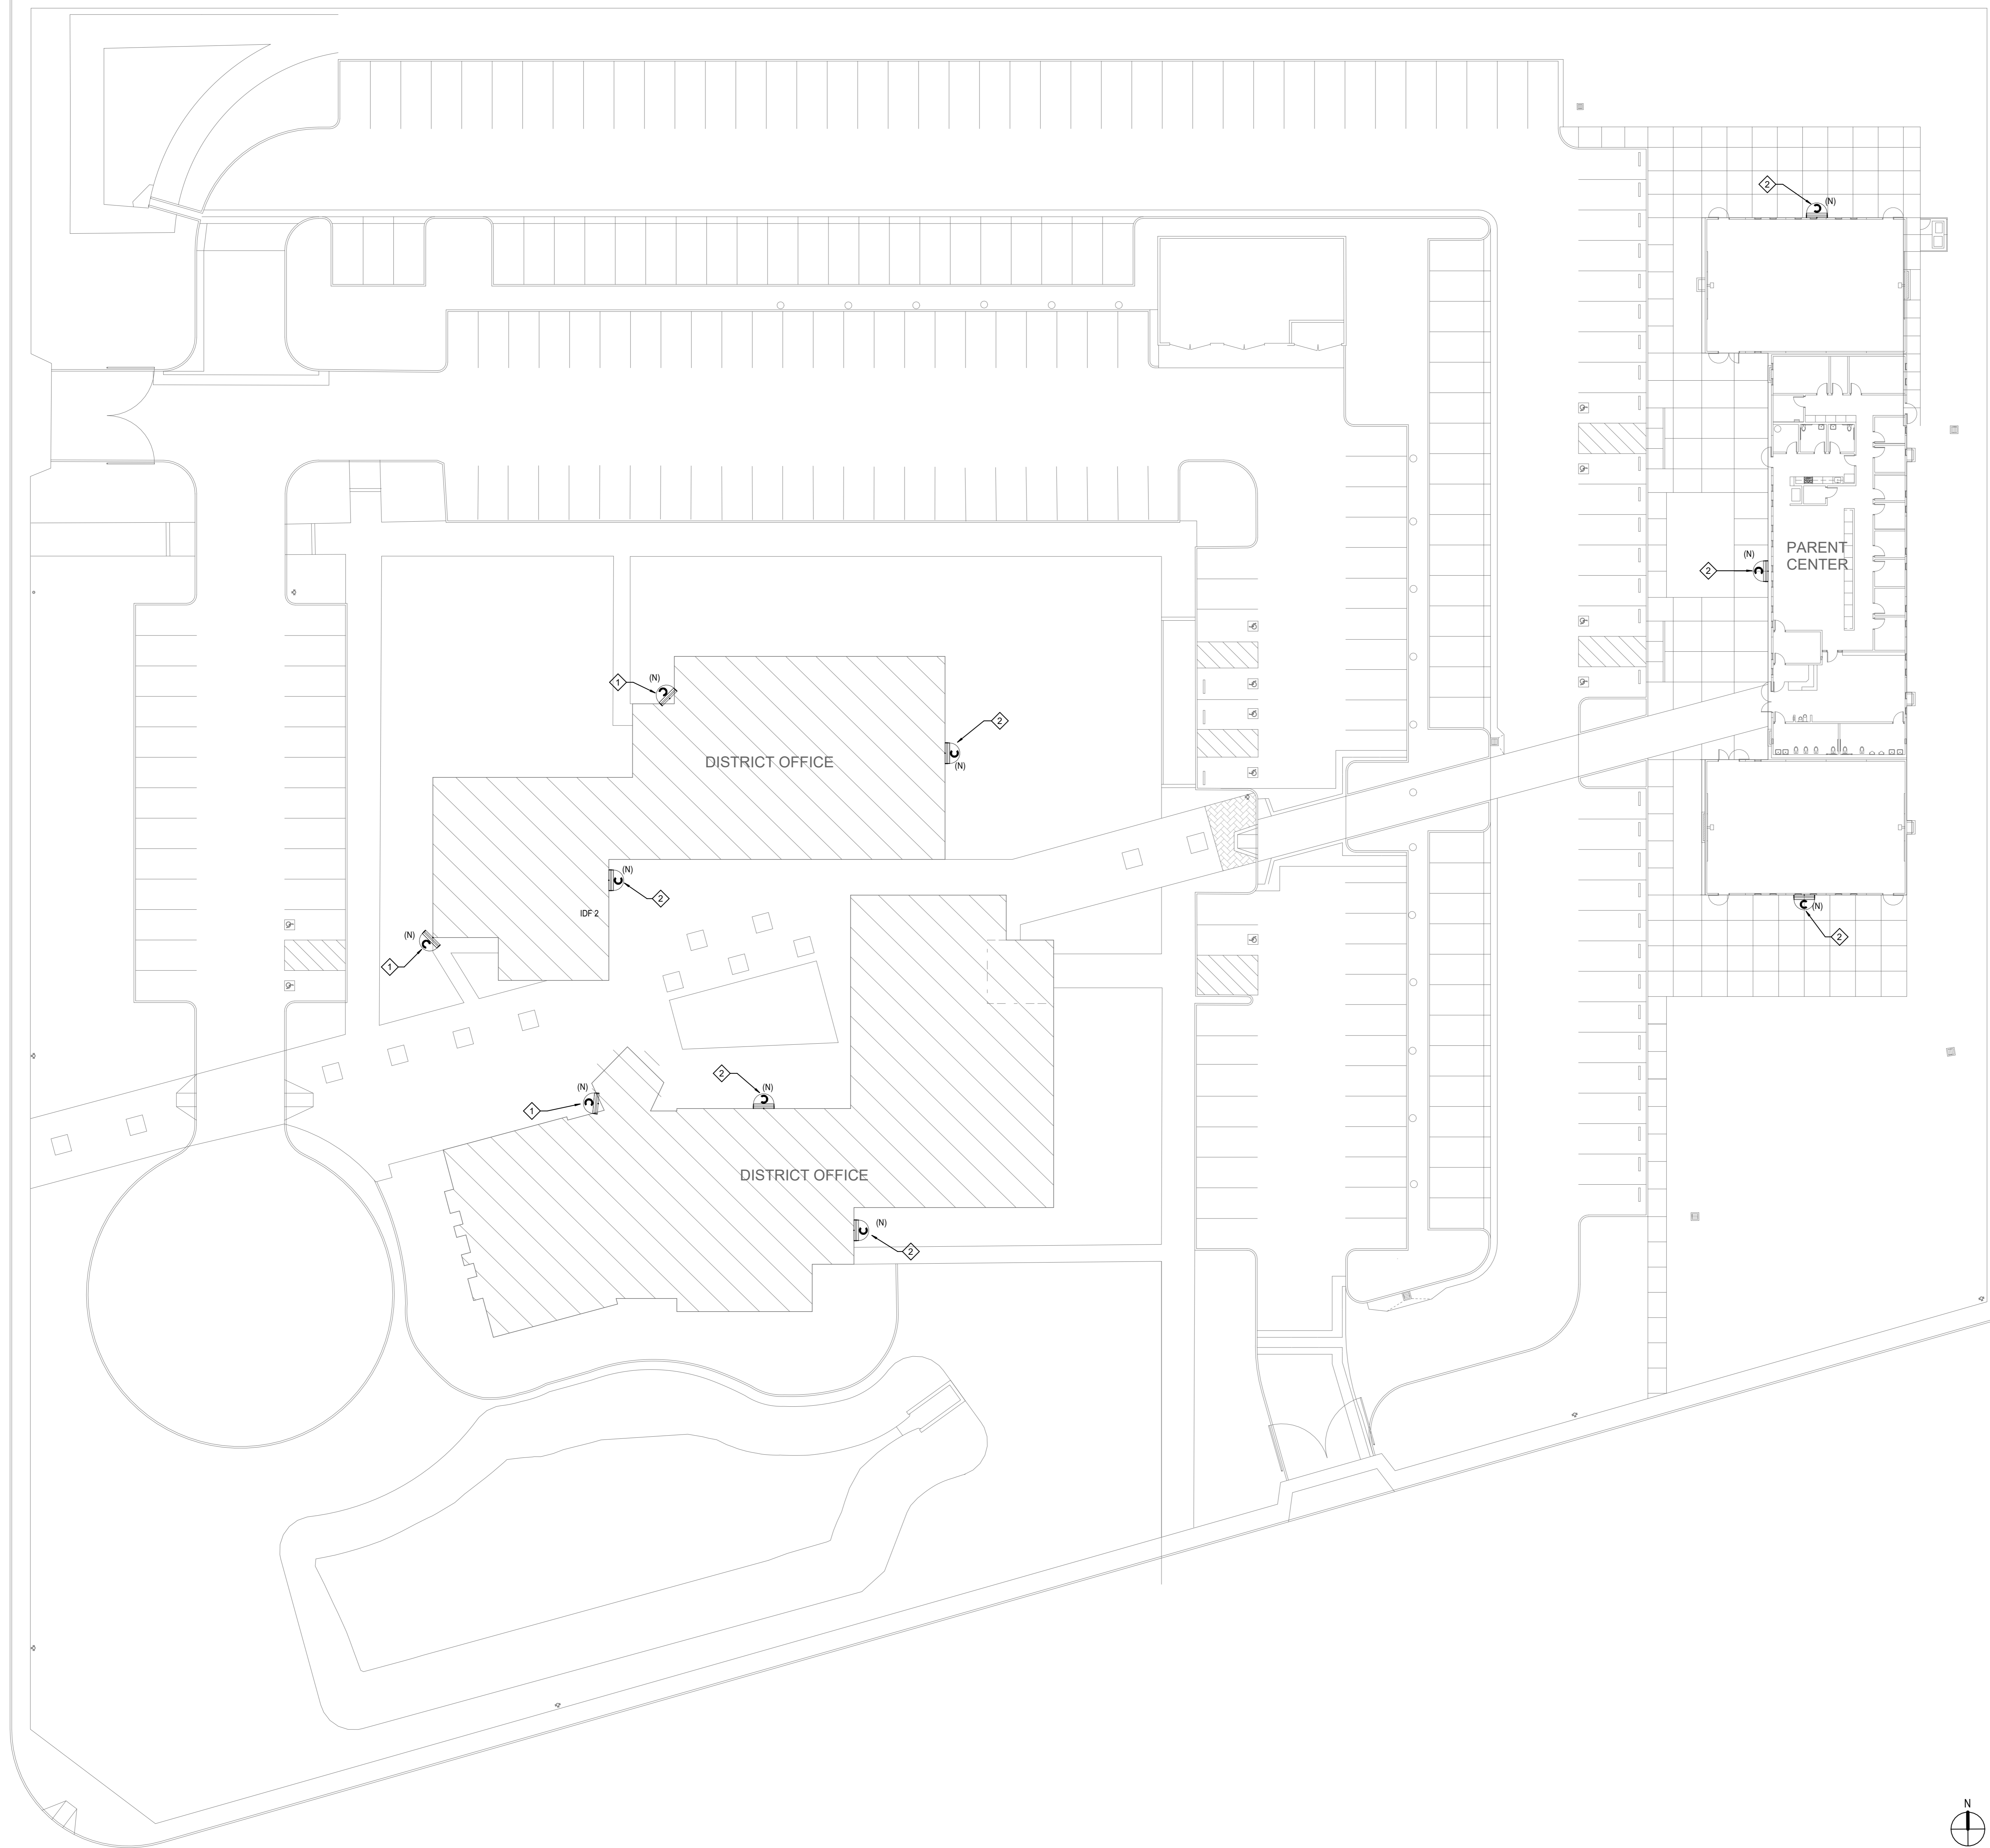 2
(N)
PARENT
CENTER
(N)
2
1
(N)
2
(N)
DISTRICT OFFICE
(N)
2
IDF 2
(N)
1
(N)
2
2
(N)
(N)
1
DISTRICT OFFICE
(N)
2
N